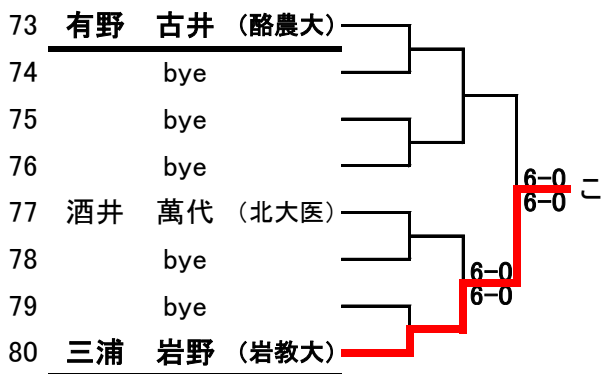 73 有野 古井 (酪農大)
74 bye
75 bye
76 bye
6-0
6-0 こ
77 酒井 萬代 (北大医)
78 bye
6-0
6-0
79 bye
80 三浦 岩野 (岩教大)